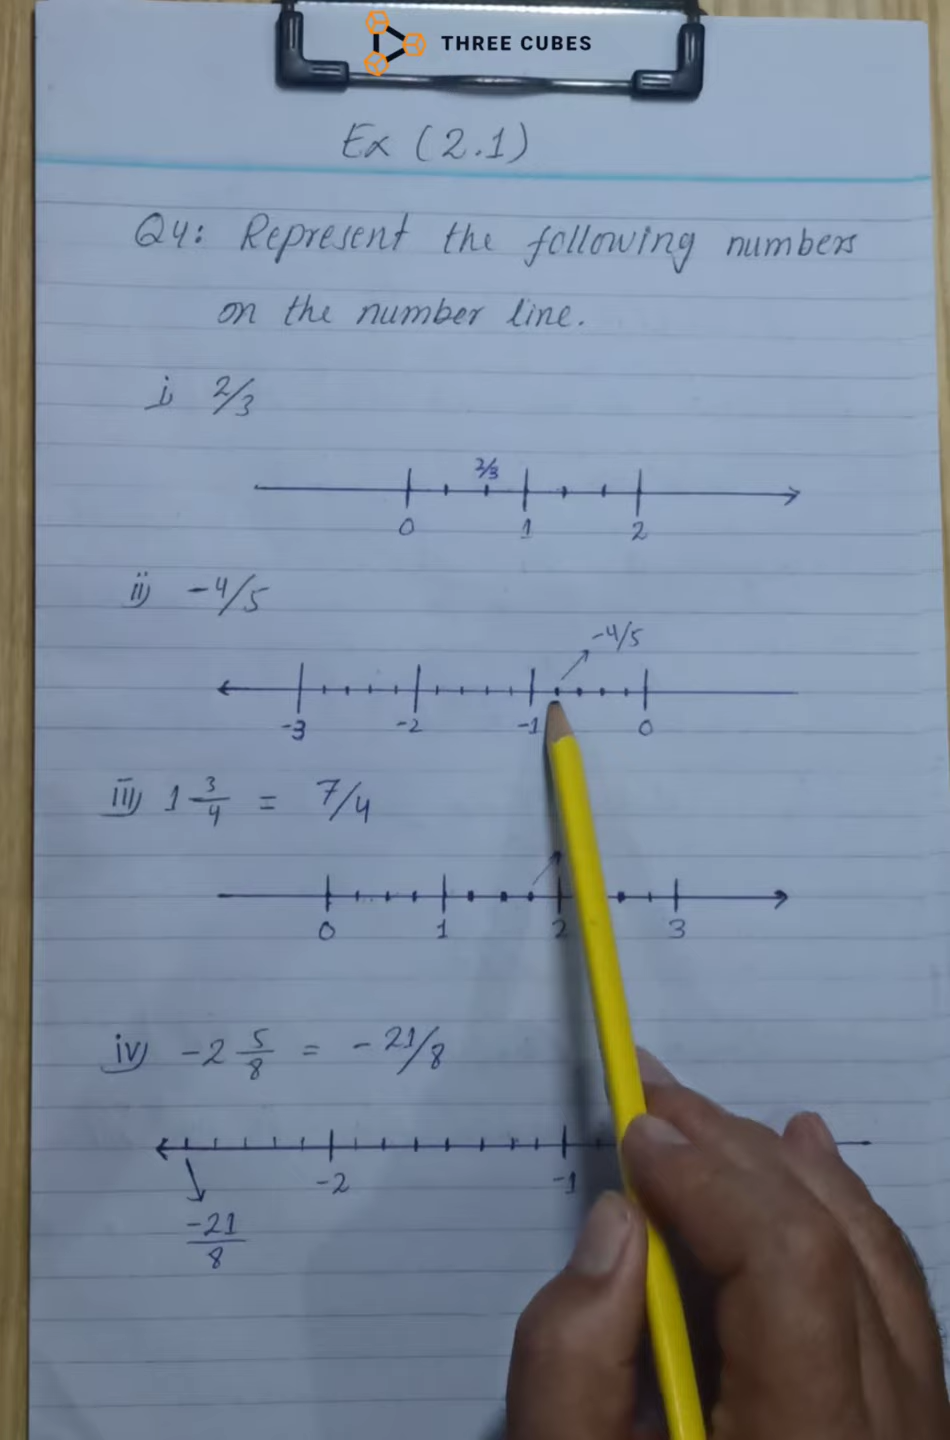 THREE CUBES
Ex (2.1)
Q4: Represent the following numbers
on the number line.
i) 2/3
2/3
0 1 2
ii) -4/5
-4/5
-3 -2 -1 0
iii) 1 3/4 = 7/4
0 1 2 3
iv) -2 5/8 = -21/8
-2 -1
-21/8